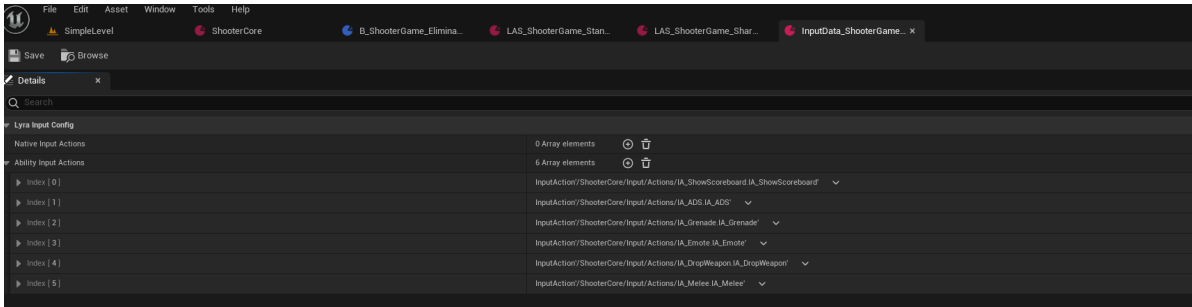 File Edit Asset Window Tools Help
SimpleLevel ShooterCore B_ShooterGame_Elimina... LAS_ShooterGame_Stan... LAS_ShooterGame_Shar... InputData_ShooterGame... ×
Save Browse
Details ×
Search
Lyra Input Config
Native Input Actions 0 Array elements
Ability Input Actions 6 Array elements
Index [ 0 ] InputAction'/ShooterCore/Input/Actions/IA_ShowScoreboard.IA_ShowScoreboard'
Index [ 1 ] InputAction'/ShooterCore/Input/Actions/IA_ADS.IA_ADS'
Index [ 2 ] InputAction'/ShooterCore/Input/Actions/IA_Grenade.IA_Grenade'
Index [ 3 ] InputAction'/ShooterCore/Input/Actions/IA_Emote.IA_Emote'
Index [ 4 ] InputAction'/ShooterCore/Input/Actions/IA_DropWeapon.IA_DropWeapon'
Index [ 5 ] InputAction'/ShooterCore/Input/Actions/IA_Melee.IA_Melee'